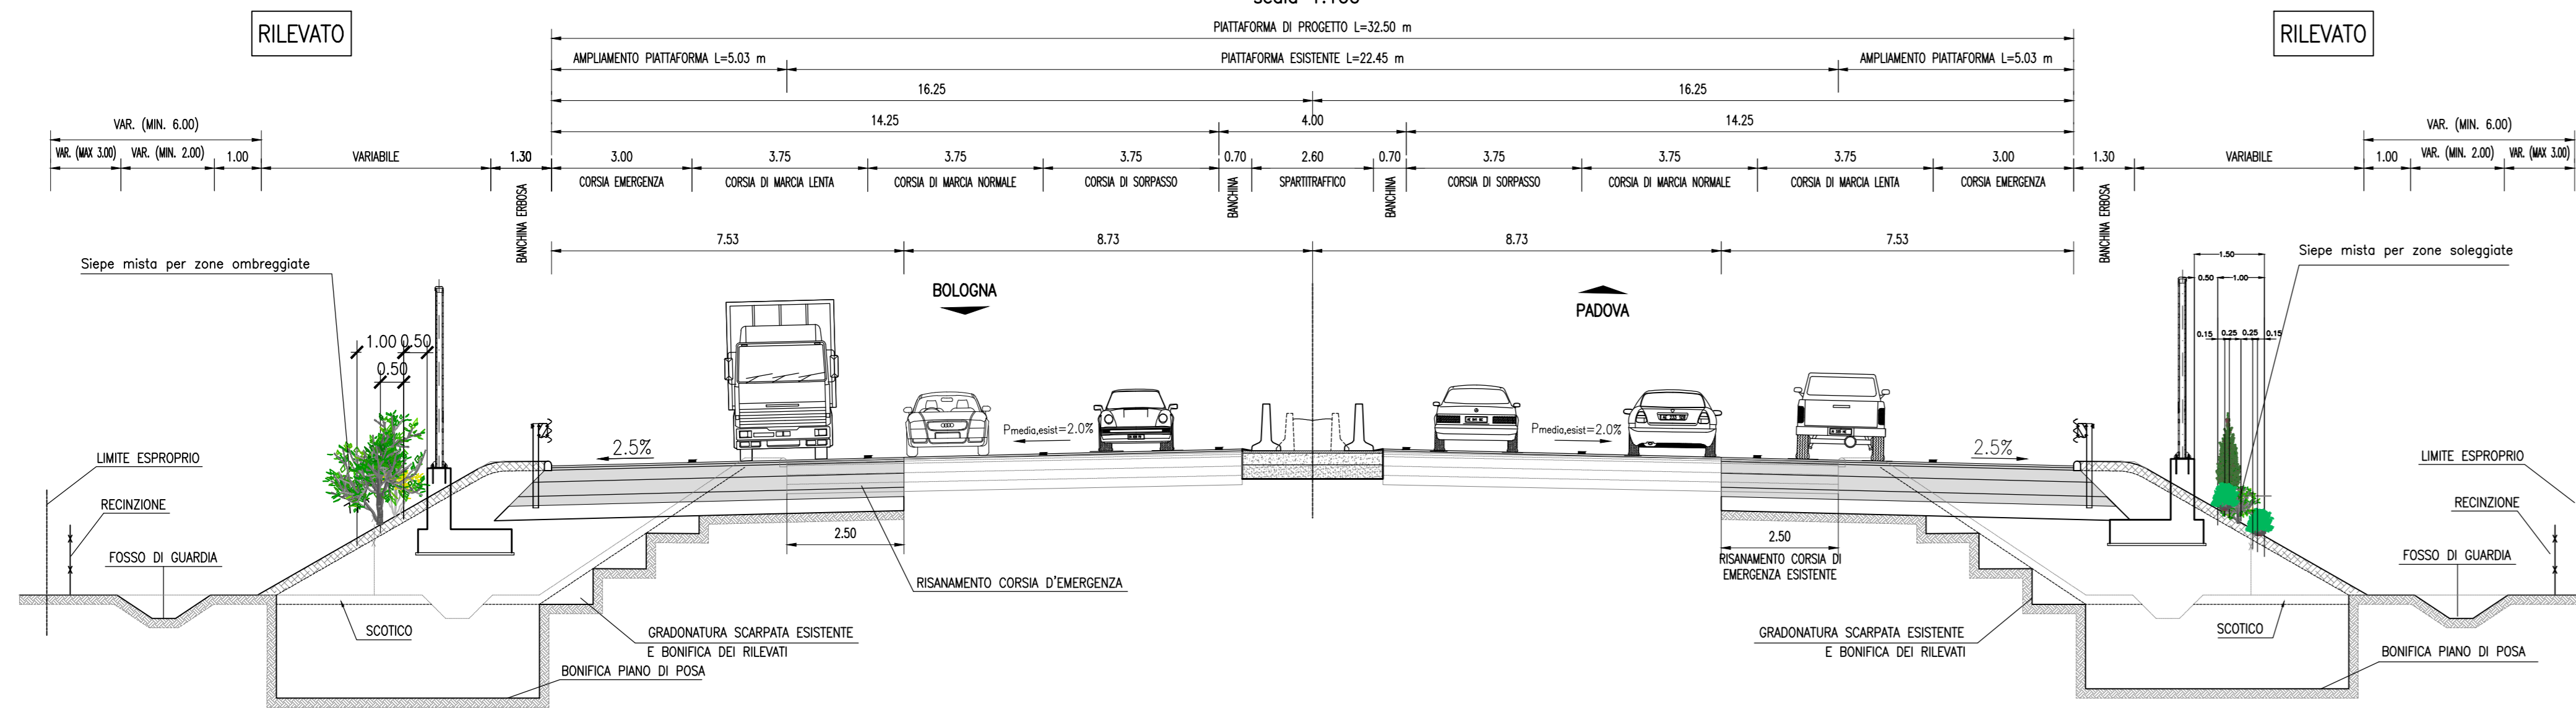 RILEVATO
RILEVATO
PIATTAFORMA DI PROGETTO L=32.50 m
AMPLIAMENTO PIATTAFORMA L=5.03 m
PIATTAFORMA ESISTENTE L=22.45 m
AMPLIAMENTO PIATTAFORMA L=5.03 m
16.25
16.25
VAR. (MIN. 6.00)
14.25
4.00
14.25
VAR. (MIN. 6.00)
VAR. (MAX 3.00)
VAR. (MIN. 2.00)
1.00
VARIABILE
1.30
3.00
3.75
3.75
3.75
0.70
2.60
0.70
3.75
3.75
3.75
3.00
1.30
VARIABILE
1.00
VAR. (MIN. 2.00)
VAR. (MAX 3.00)
BANCHINA ERBOSA
CORSIA EMERGENZA
CORSIA DI MARCIA LENTA
CORSIA DI MARCIA NORMALE
CORSIA DI SORPASSO
BANCHINA
SPARTITRAFFICO
BANCHINA
CORSIA DI SORPASSO
CORSIA DI MARCIA NORMALE
CORSIA DI MARCIA LENTA
CORSIA EMERGENZA
BANCHINA ERBOSA
7.53
8.73
8.73
7.53
Siepe mista per zone ombreggiate
Siepe mista per zone soleggiate
1.50
0.50
1.00
BOLOGNA
PADOVA
0.15
0.25
0.25
0.15
1.00
0.50
0.50
2.5%
Pmedia,esist=2.0%
Pmedia,esist=2.0%
2.5%
LIMITE ESPROPRIO
RECINZIONE
FOSSO DI GUARDIA
LIMITE ESPROPRIO
RECINZIONE
FOSSO DI GUARDIA
2.50
2.50
RISANAMENTO CORSIA D'EMERGENZA
RISANAMENTO CORSIA DI
EMERGENZA ESISTENTE
SCOTICO
SCOTICO
GRADONATURA SCARPATA ESISTENTE
E BONIFICA DEI RILEVATI
GRADONATURA SCARPATA ESISTENTE
E BONIFICA DEI RILEVATI
BONIFICA PIANO DI POSA
BONIFICA PIANO DI POSA